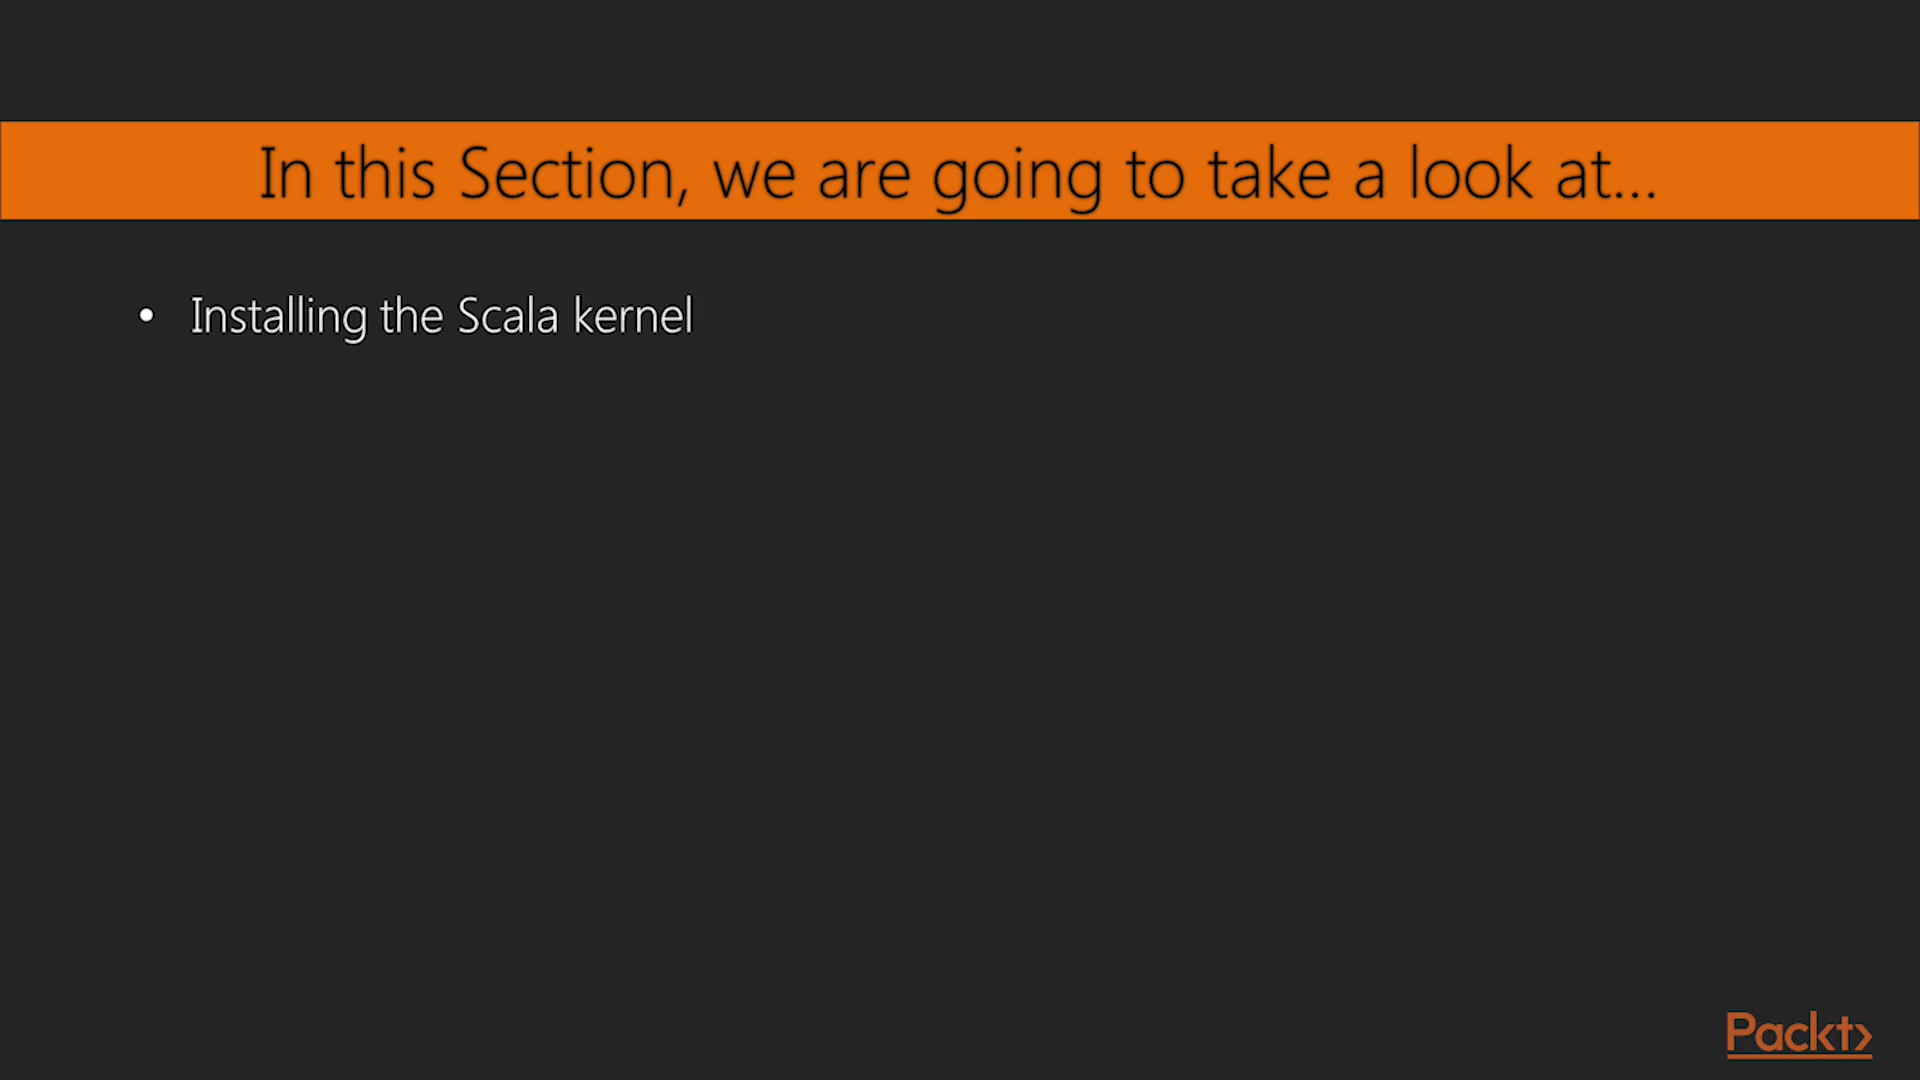 In this Section, we are going to take a look at...
• Installing the Scala kernel
Packt>